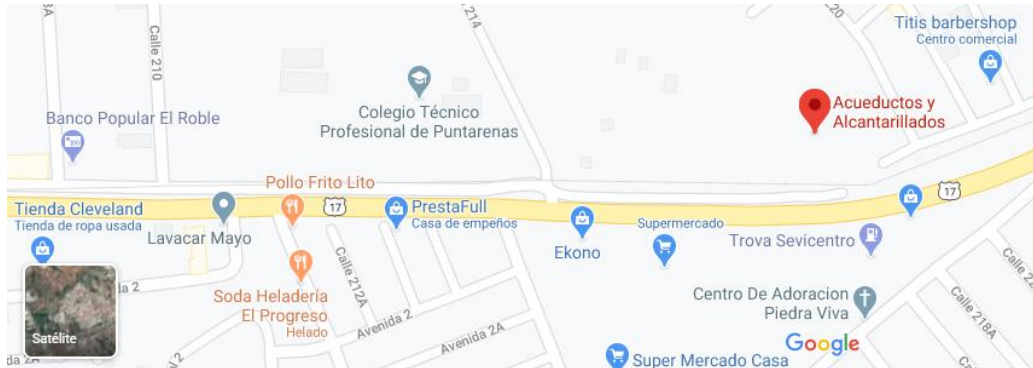 Calle 210
Calle 214
Titis barbershop
Centro comercial
Acueductos y
Alcantarillados
Colegio Técnico
Profesional de Puntarenas
Banco Popular El Roble
Pollo Frito Lito
17
17
Tienda Cleveland
Tienda de ropa usada
PrestaFull
Casa de empeños
Lavacar Mayo
Ekono
Supermercado
Trova Sevicentro
Calle 212A
Soda Heladería
El Progreso
Helado
Avenida 2
Avenida 2A
Centro De Adoracion
Piedra Viva
Calle 218A
Satélite
Google
Super Mercado Casa